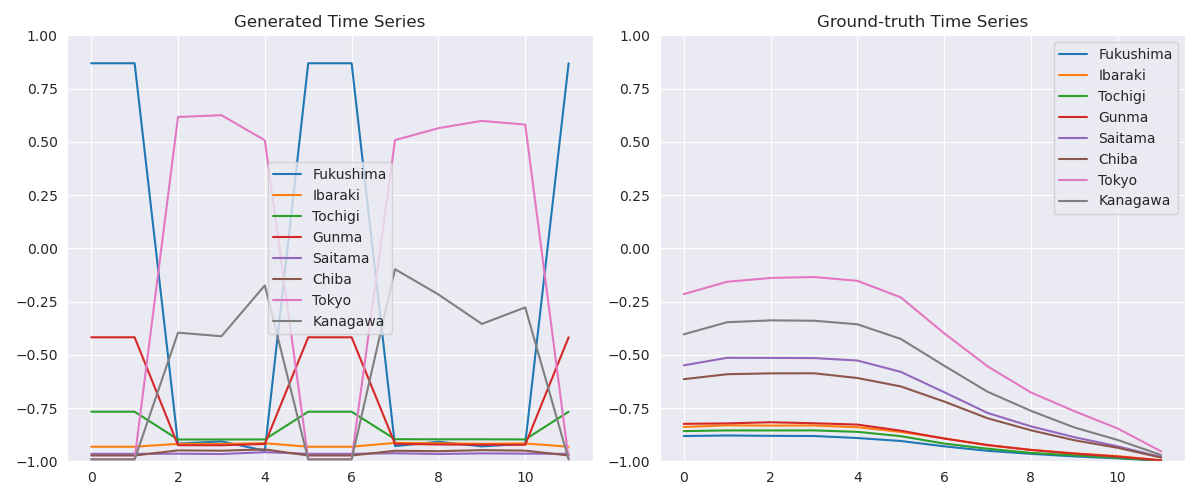 Generated Time Series
1.00
0.75
0.50
0.25
0.00
−0.25
−0.50
−0.75
−1.00
0 2 4 6 8 10
Fukushima
Ibaraki
Tochigi
Gunma
Saitama
Chiba
Tokyo
Kanagawa
Ground-truth Time Series
1.00
0.75
0.50
0.25
0.00
−0.25
−0.50
−0.75
−1.00
0 2 4 6 8 10
Fukushima
Ibaraki
Tochigi
Gunma
Saitama
Chiba
Tokyo
Kanagawa